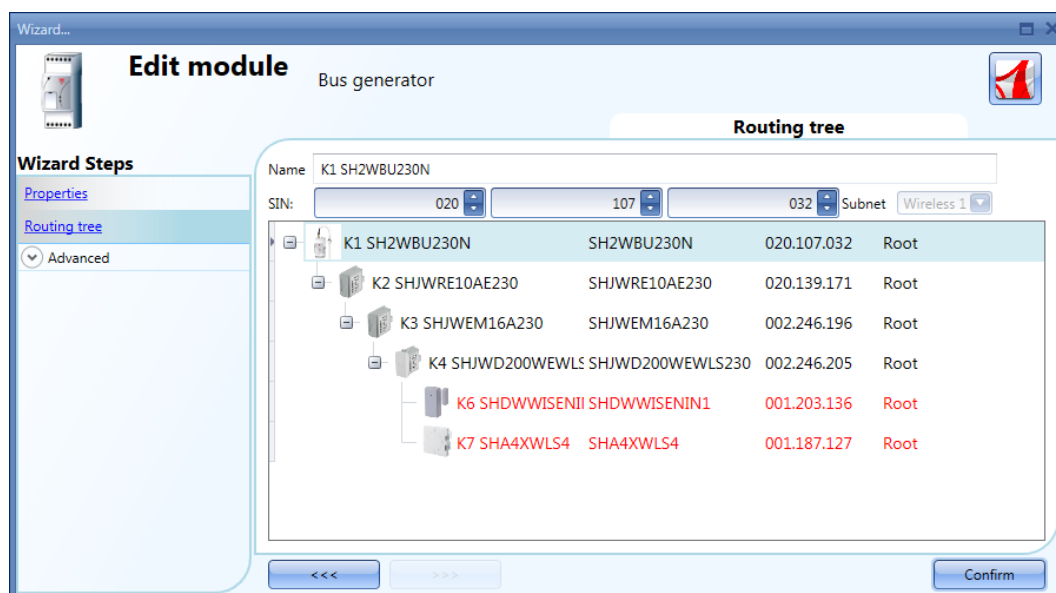 Wizard...
Edit module
Bus generator
Routing tree
Wizard Steps
Properties
Routing tree
Advanced
Name K1 SH2WBU230N
SIN: 020 107 032 Subnet Wireless 1
K1 SH2WBU230N SH2WBU230N 020.107.032 Root
K2 SHJWRE10AE230 SHJWRE10AE230 020.139.171 Root
K3 SHJWEM16A230 SHJWEM16A230 002.246.196 Root
K4 SHJWD200WEWLS SHJWD200WEWLS230 002.246.205 Root
K6 SHDWWISENII SHDWWISENIN1 001.203.136 Root
K7 SHA4XWLS4 SHA4XWLS4 001.187.127 Root
<<< >>> Confirm